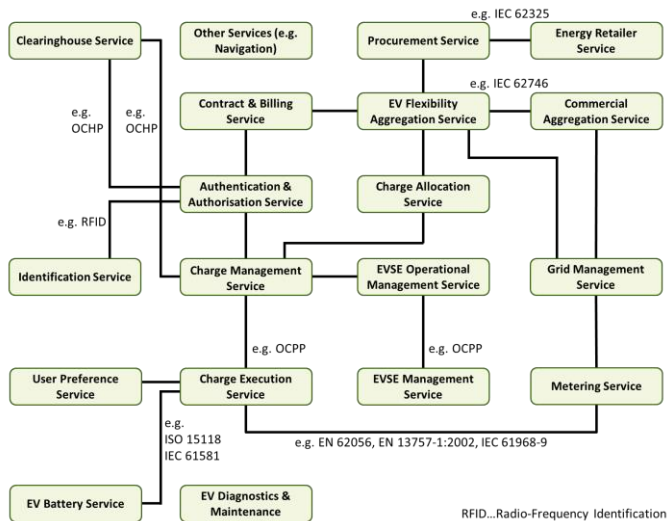 e.g. IEC 62325
Clearinghouse Service
Other Services (e.g.
Navigation)
Procurement Service
Energy Retailer
Service
e.g. IEC 62746
e.g.
OCHP
e.g.
OCHP
Contract & Billing
Service
EV Flexibility
Aggregation Service
Commercial
Aggregation Service
Authentication &
Authorisation Service
Charge Allocation
Service
e.g. RFID
Identification Service
Charge Management
Service
EVSE Operational
Management Service
Grid Management
Service
e.g. OCPP
e.g. OCPP
User Preference
Service
Charge Execution
Service
EVSE Management
Service
Metering Service
e.g.
ISO 15118
IEC 61581
e.g. EN 62056, EN 13757-1:2002, IEC 61968-9
EV Battery Service
EV Diagnostics &
Maintenance
RFID...Radio-Frequency Identification